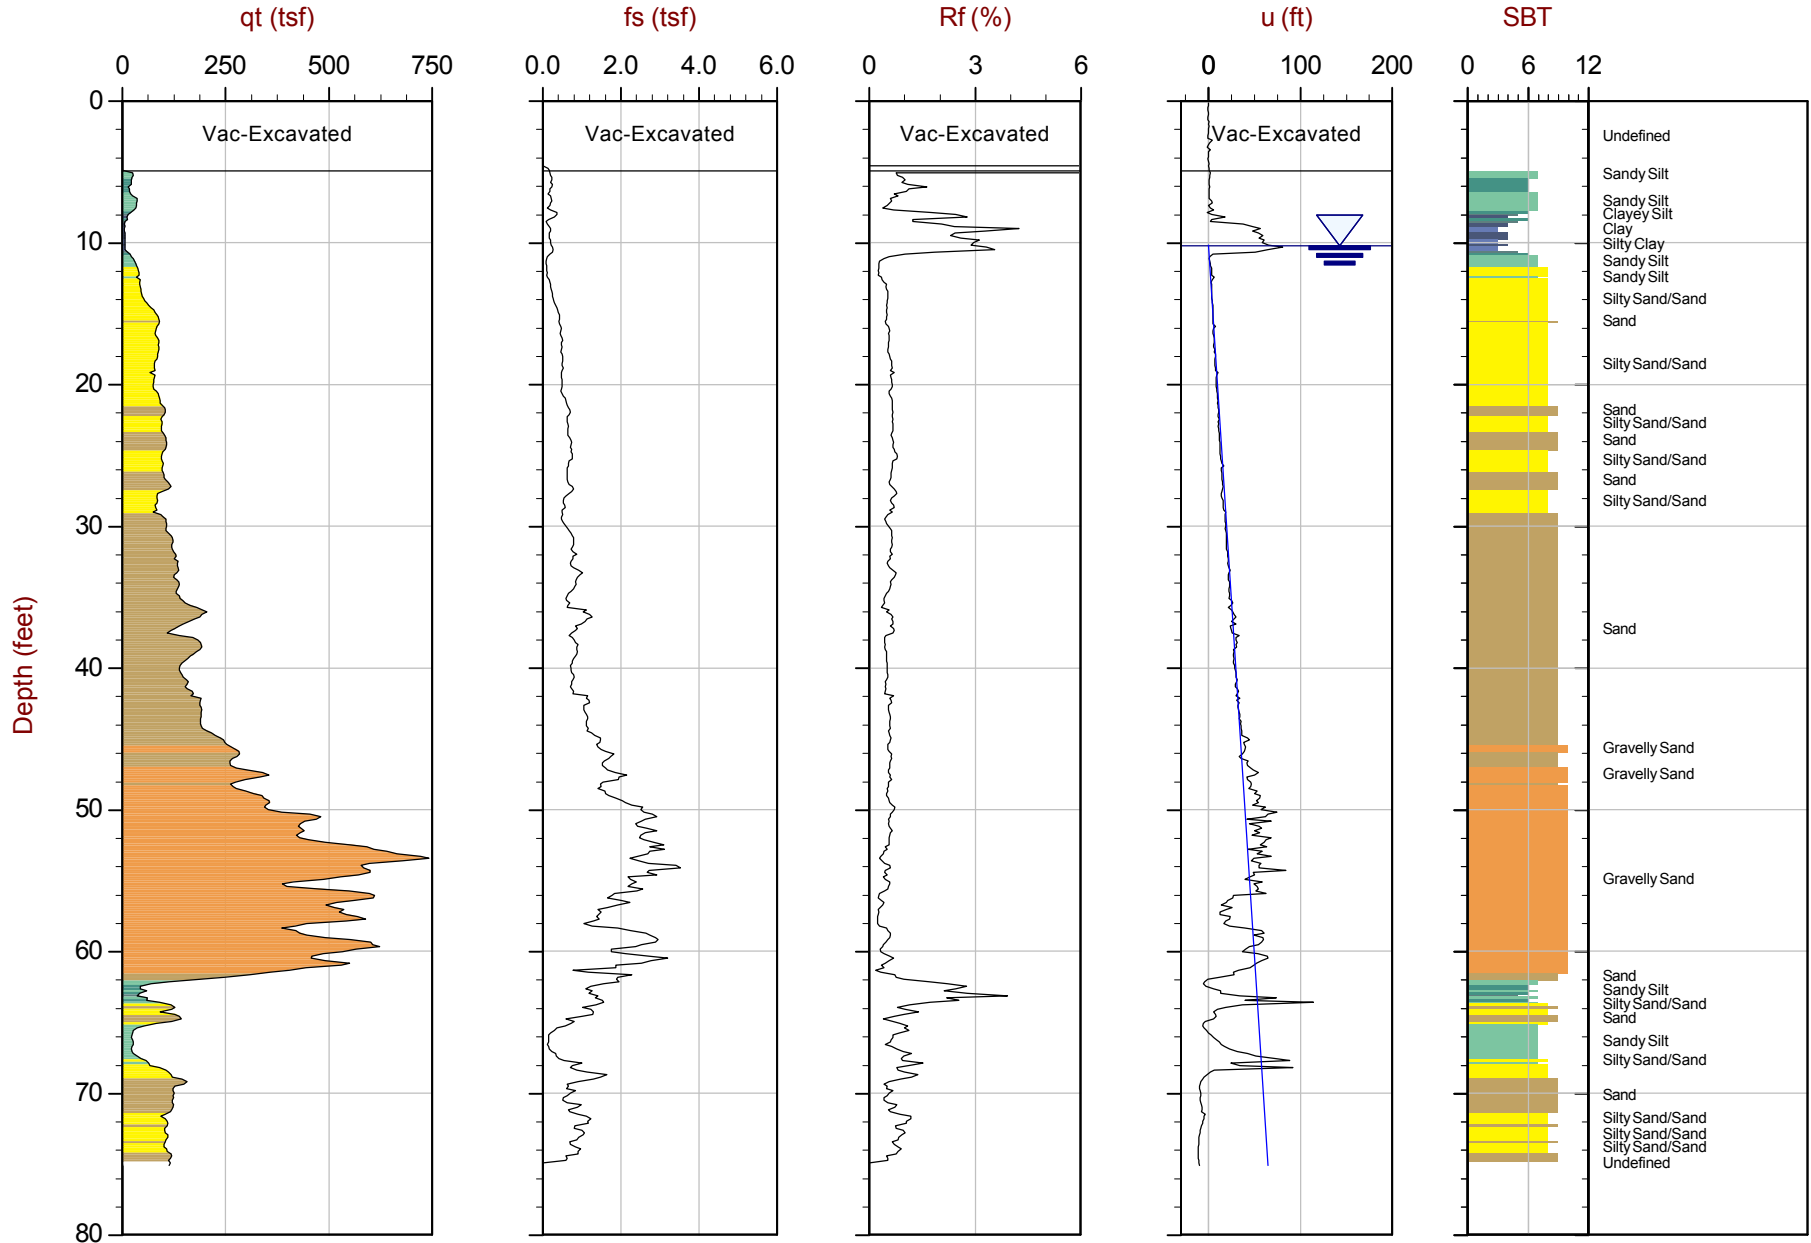 qt (tsf)
fs (tsf)
Rf (%)
u (ft)
SBT
0 250 500 750
0.0 2.0 4.0 6.0
0 3 6
0 100 200
0 6 12
Depth (feet)
0
10
20
30
40
50
60
70
80
Vac-Excavated
Vac-Excavated
Vac-Excavated
Vac-Excavated
Undefined
Sandy Silt
Sandy Silt
Clayey Silt
Clay
Silty Clay
Sandy Silt
Sandy Silt
Silty Sand/Sand
Sand
Silty Sand/Sand
Sand
Silty Sand/Sand
Sand
Silty Sand/Sand
Sand
Silty Sand/Sand
Sand
Gravelly Sand
Gravelly Sand
Gravelly Sand
Sand
Sandy Silt
Silty Sand/Sand
Sand
Sandy Silt
Silty Sand/Sand
Sand
Silty Sand/Sand
Silty Sand/Sand
Silty Sand/Sand
Undefined